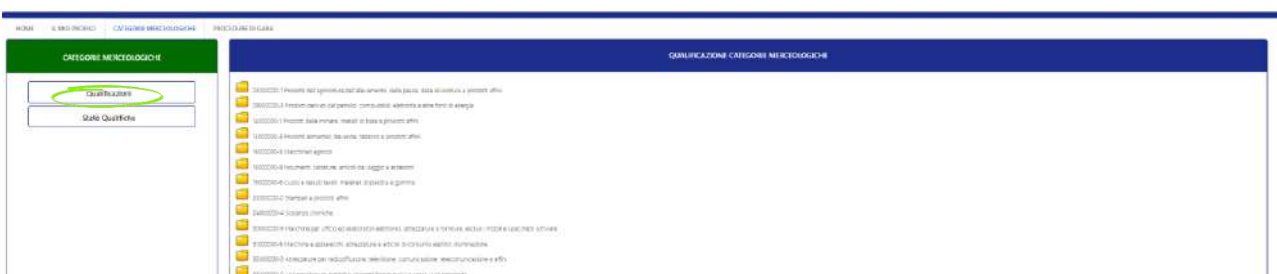 HOME IL MIO PROFILO CATEGORIE MERCEOLOGICHE PROCEDURE DI GARA
CATEGORIE MERCEOLOGICHE
QUALIFICAZIONE CATEGORIE MERCEOLOGICHE
Qualificazioni
Stato Qualifiche
03000000-1 Prodotti dell'agricoltura, dell'allevamento, della pesca, della silvicoltura e prodotti affini
09000000-3 Prodotti derivati dal petrolio, combustibili, elettricità e altre fonti di energia
14000000-1 Prodotti delle miniere, metalli di base e prodotti affini
15000000-8 Prodotti alimentari, bevande, tabacco e prodotti affini
16000000-5 Macchinari agricoli
18000000-9 Indumenti, calzature, articoli da viaggio e accessori
19000000-6 Cuoio e tessuti tessili, materiali di plastica e gomma
22000000-0 Stampati e prodotti affini
24000000-4 Sostanze chimiche
30000000-9 Macchine per ufficio ed elaboratori elettronici, attrezzature e forniture, esclusi i mobili e i pacchetti software
31000000-6 Macchine e apparecchi, attrezzature e articoli di consumo elettrici; illuminazione
32000000-3 Attrezzature per radiodiffusione, televisione, comunicazione, telecomunicazione e affini